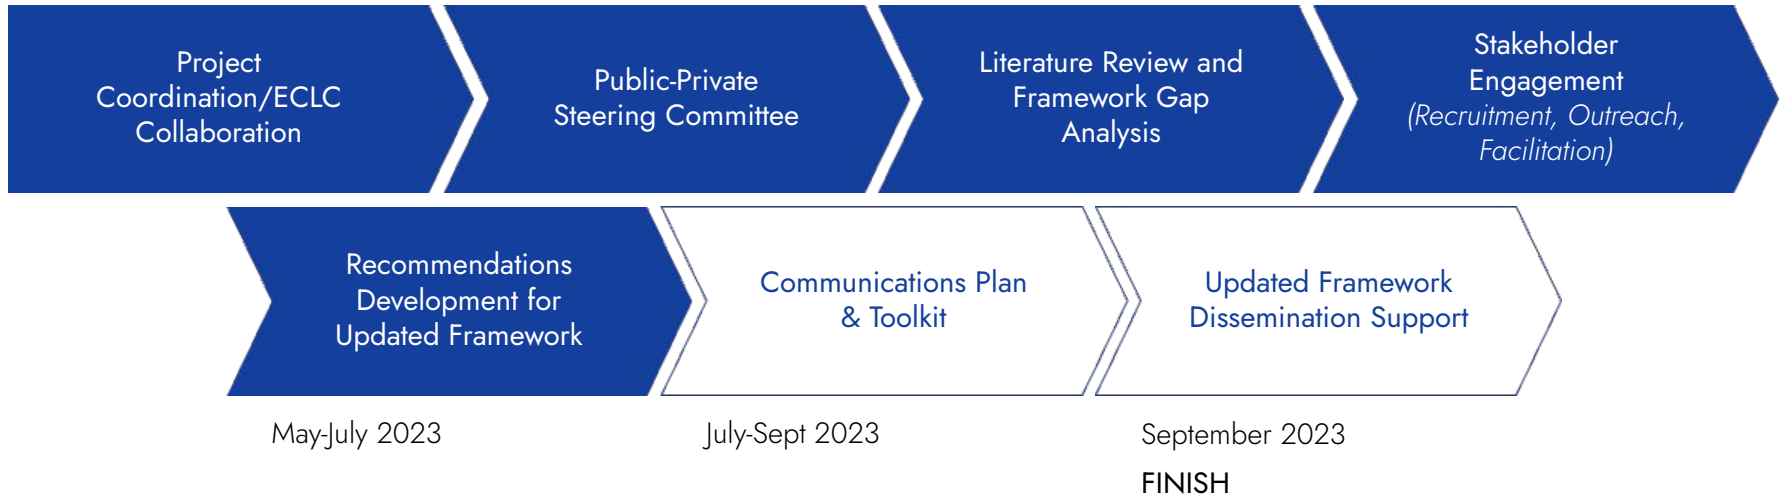 Project
Coordination/ECLC
Collaboration
Public-Private
Steering Committee
Literature Review and
Framework Gap
Analysis
Stakeholder
Engagement
(Recruitment, Outreach,
Facilitation)
Recommendations
Development for
Updated Framework
Communications Plan
& Toolkit
Updated Framework
Dissemination Support
May-July 2023
July-Sept 2023
September 2023
FINISH